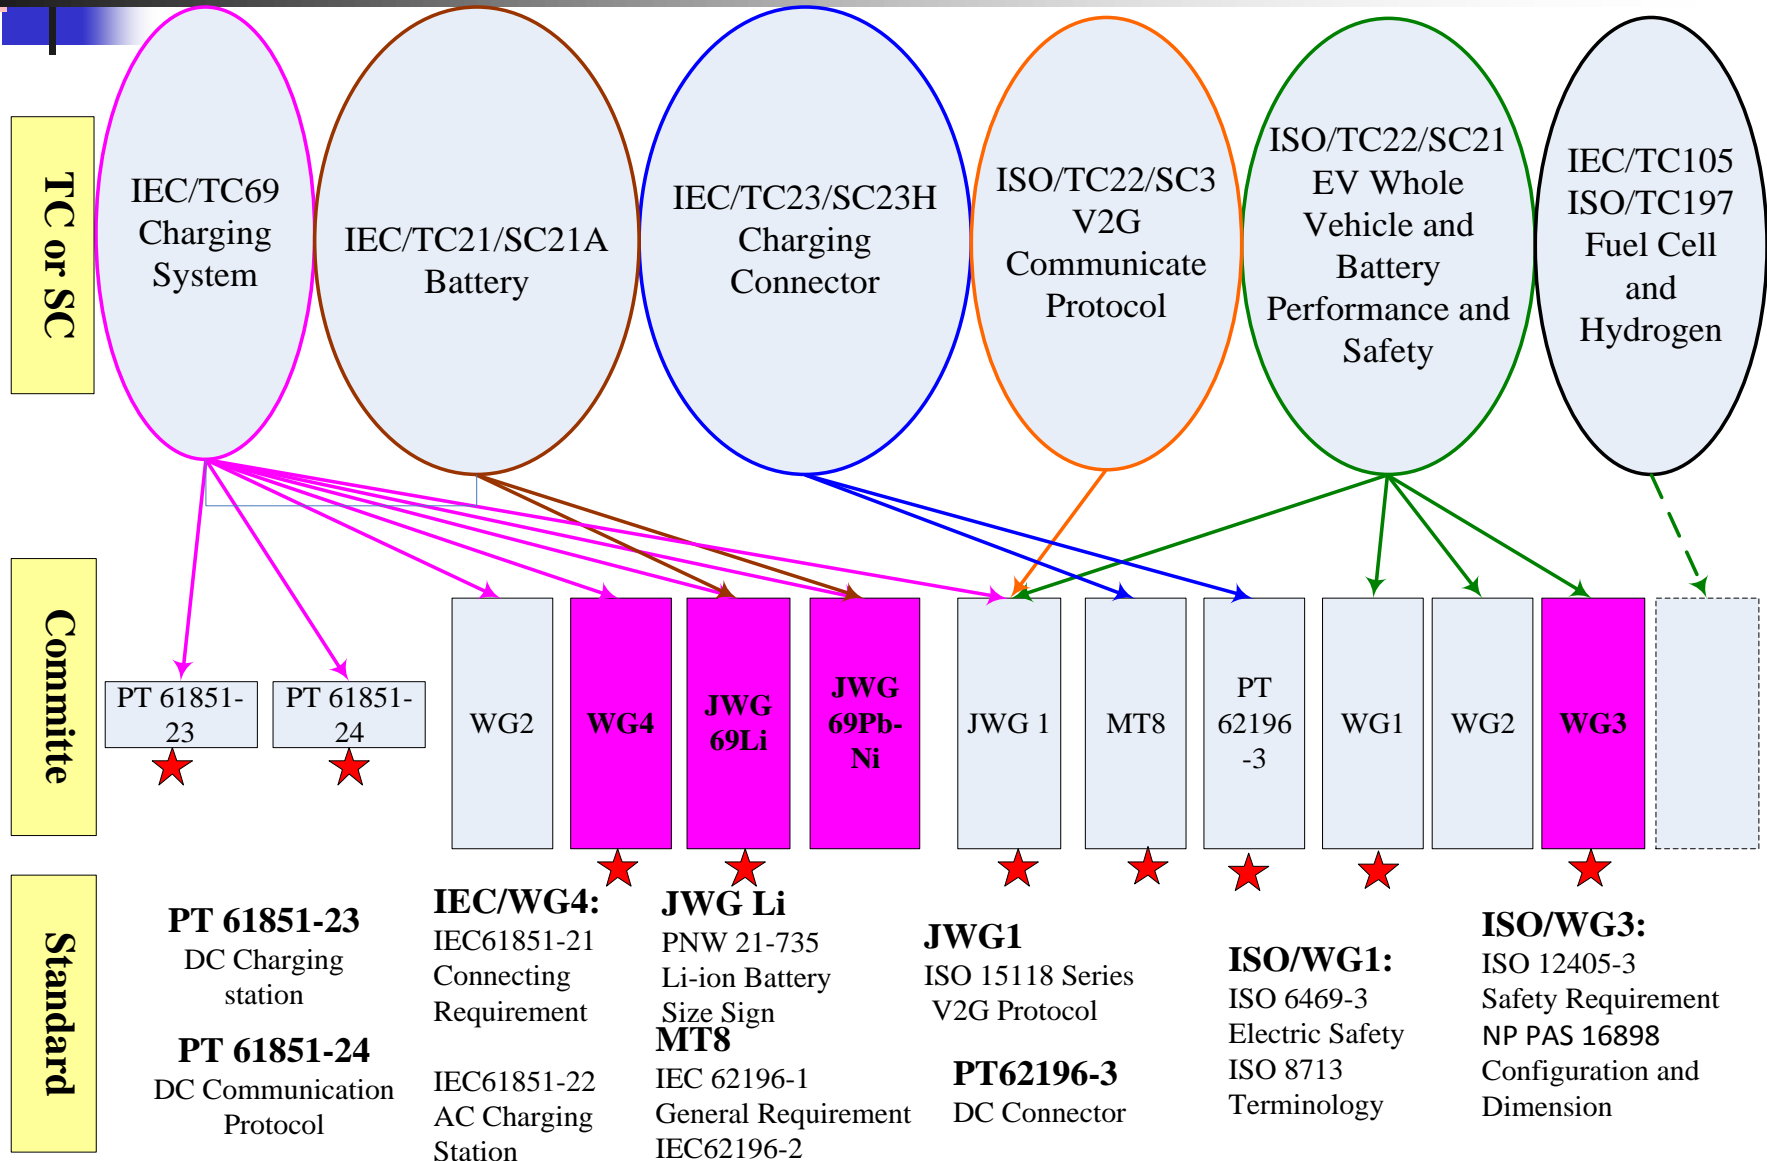 TC or SC
IEC/TC69
Charging
System
IEC/TC21/SC21A
Battery
IEC/TC23/SC23H
Charging
Connector
ISO/TC22/SC3
V2G
Communicate
Protocol
ISO/TC22/SC21
EV Whole
Vehicle and
Battery
Performance and
Safety
IEC/TC105
ISO/TC197
Fuel Cell
and
Hydrogen
Committe
PT 61851-
23
PT 61851-
24
WG2
WG4
JWG
69Li
JWG
69Pb-
Ni
JWG 1
MT8
PT
62196
-3
WG1
WG2
WG3
Standard
PT 61851-23
DC Charging
station
PT 61851-24
DC Communication
Protocol
IEC/WG4:
IEC61851-21
Connecting
Requirement
IEC61851-22
AC Charging
Station
JWG Li
PNW 21-735
Li-ion Battery
Size Sign
MT8
IEC 62196-1
General Requirement
IEC62196-2
JWG1
ISO 15118 Series
V2G Protocol
PT62196-3
DC Connector
ISO/WG1:
ISO 6469-3
Electric Safety
ISO 8713
Terminology
ISO/WG3:
ISO 12405-3
Safety Requirement
NP PAS 16898
Configuration and
Dimension